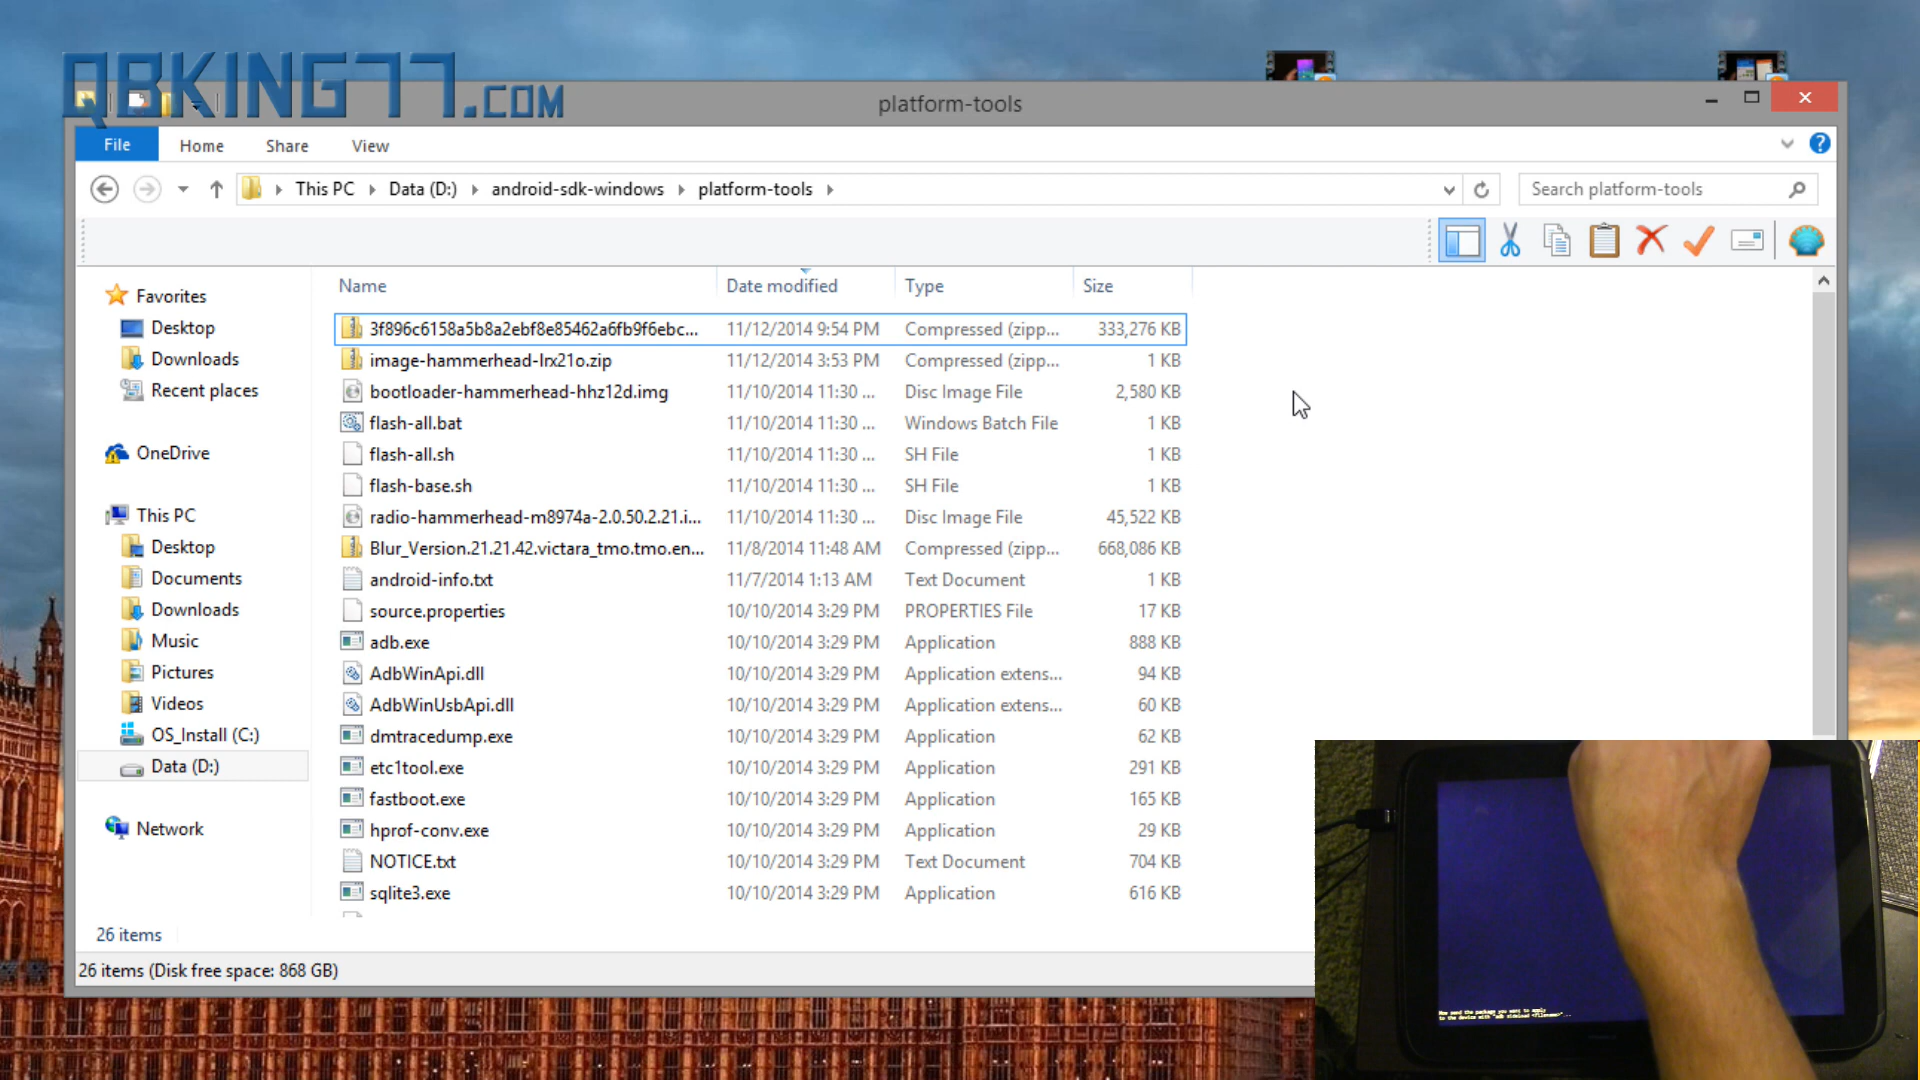 QBKING77.COM
platform-tools
File Home Share View
This PC Data (D:) android-sdk-windows platform-tools Search platform-tools
Name Date modified Type Size
Favorites
Desktop
Downloads
Recent places
OneDrive
This PC
Desktop
Documents
Downloads
Music
Pictures
Videos
OS_Install (C:)
Data (D:)
Network
3f896c6158a5b8a2ebf8e85462a6fb9f6ebc... 11/12/2014 9:54 PM Compressed (zipp... 333,276 KB
image-hammerhead-lrx21o.zip 11/12/2014 3:53 PM Compressed (zipp... 1 KB
bootloader-hammerhead-hhz12d.img 11/10/2014 11:30 ... Disc Image File 2,580 KB
flash-all.bat 11/10/2014 11:30 ... Windows Batch File 1 KB
flash-all.sh 11/10/2014 11:30 ... SH File 1 KB
flash-base.sh 11/10/2014 11:30 ... SH File 1 KB
radio-hammerhead-m8974a-2.0.50.2.21.i... 11/10/2014 11:30 ... Disc Image File 45,522 KB
Blur_Version.21.21.42.victara_tmo.tmo.en... 11/8/2014 11:48 AM Compressed (zipp... 668,086 KB
android-info.txt 11/7/2014 1:13 AM Text Document 1 KB
source.properties 10/10/2014 3:29 PM PROPERTIES File 17 KB
adb.exe 10/10/2014 3:29 PM Application 888 KB
AdbWinApi.dll 10/10/2014 3:29 PM Application extens... 94 KB
AdbWinUsbApi.dll 10/10/2014 3:29 PM Application extens... 60 KB
dmtracedump.exe 10/10/2014 3:29 PM Application 62 KB
etc1tool.exe 10/10/2014 3:29 PM Application 291 KB
fastboot.exe 10/10/2014 3:29 PM Application 165 KB
hprof-conv.exe 10/10/2014 3:29 PM Application 29 KB
NOTICE.txt 10/10/2014 3:29 PM Text Document 704 KB
sqlite3.exe 10/10/2014 3:29 PM Application 616 KB
26 items
26 items (Disk free space: 868 GB)
Now send the package you want to apply
to the device with "adb sideload <filename>"...